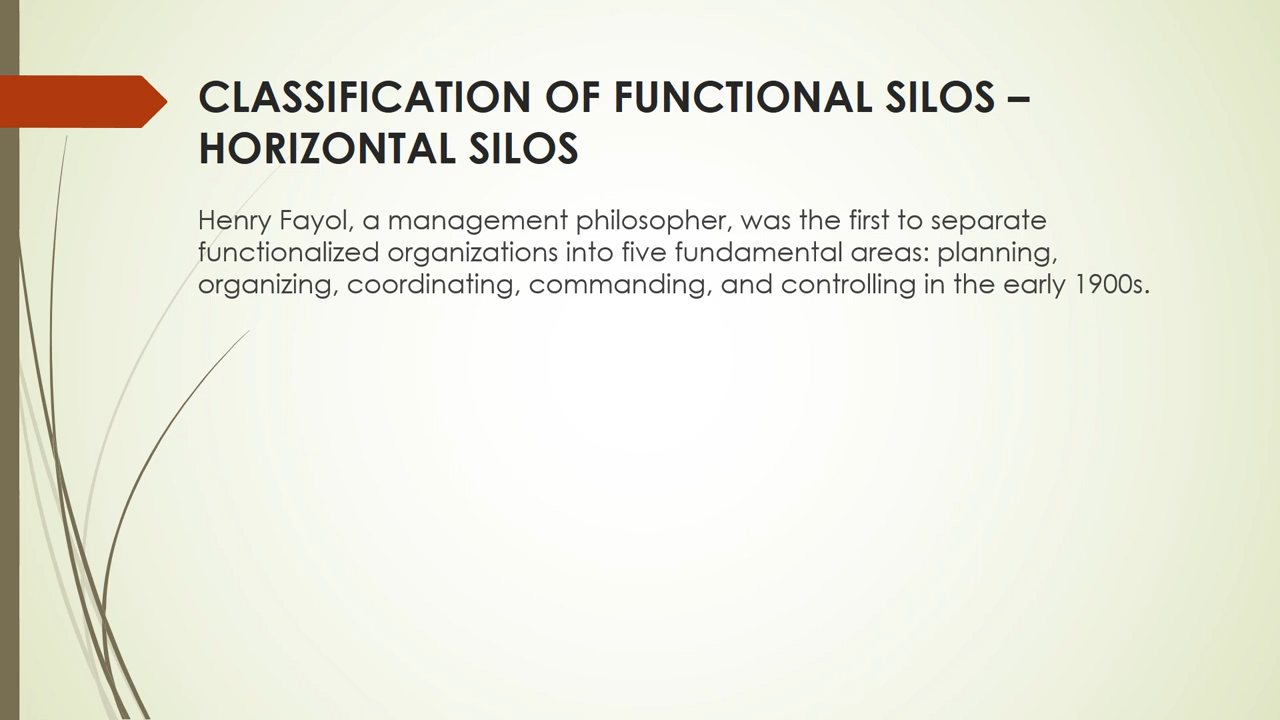 CLASSIFICATION OF FUNCTIONAL SILOS –
HORIZONTAL SILOS
Henry Fayol, a management philosopher, was the first to separate
functionalized organizations into five fundamental areas: planning,
organizing, coordinating, commanding, and controlling in the early 1900s.